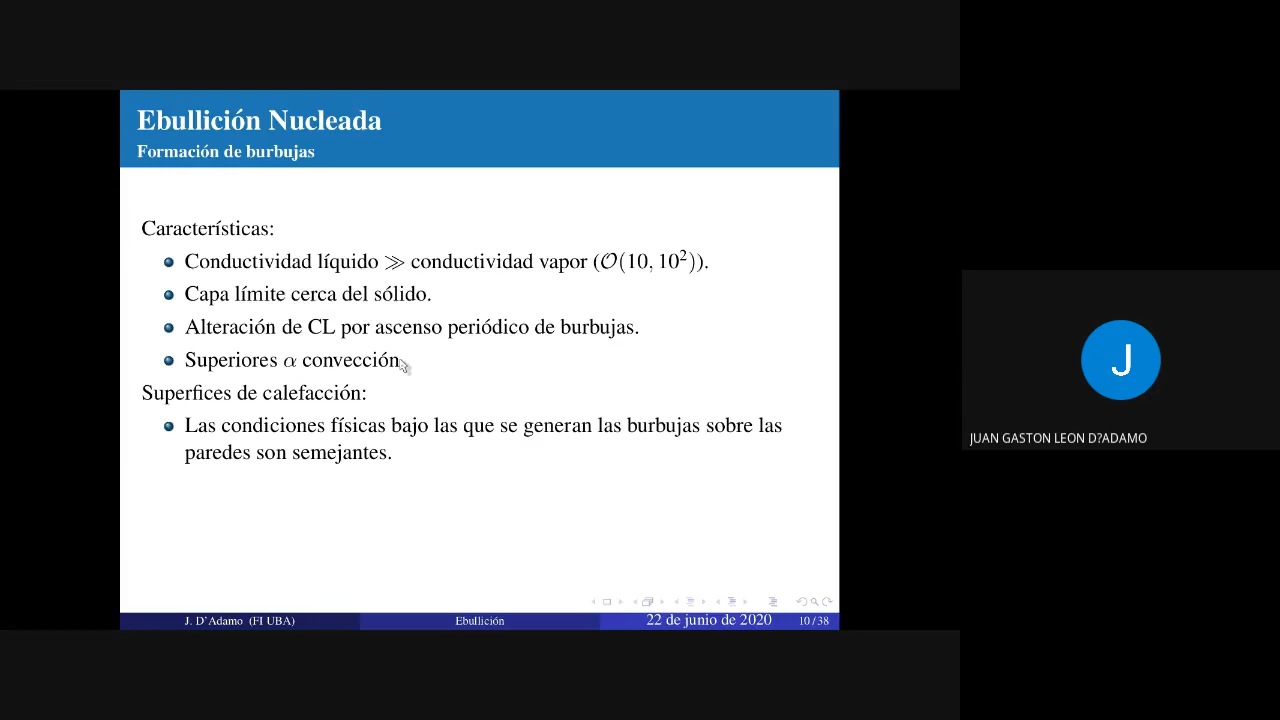 Ebullición Nucleada
Formación de burbujas
Características:
Conductividad líquido ≫ conductividad vapor (𝒪(10, 10²)).
Capa límite cerca del sólido.
Alteración de CL por ascenso periódico de burbujas.
Superiores α convección.
Superfices de calefacción:
Las condiciones físicas bajo las que se generan las burbujas sobre las
paredes son semejantes.
J. D'Adamo (FI UBA)
Ebullición
22 de junio de 2020
10 / 38
J
JUAN GASTON LEON D?ADAMO